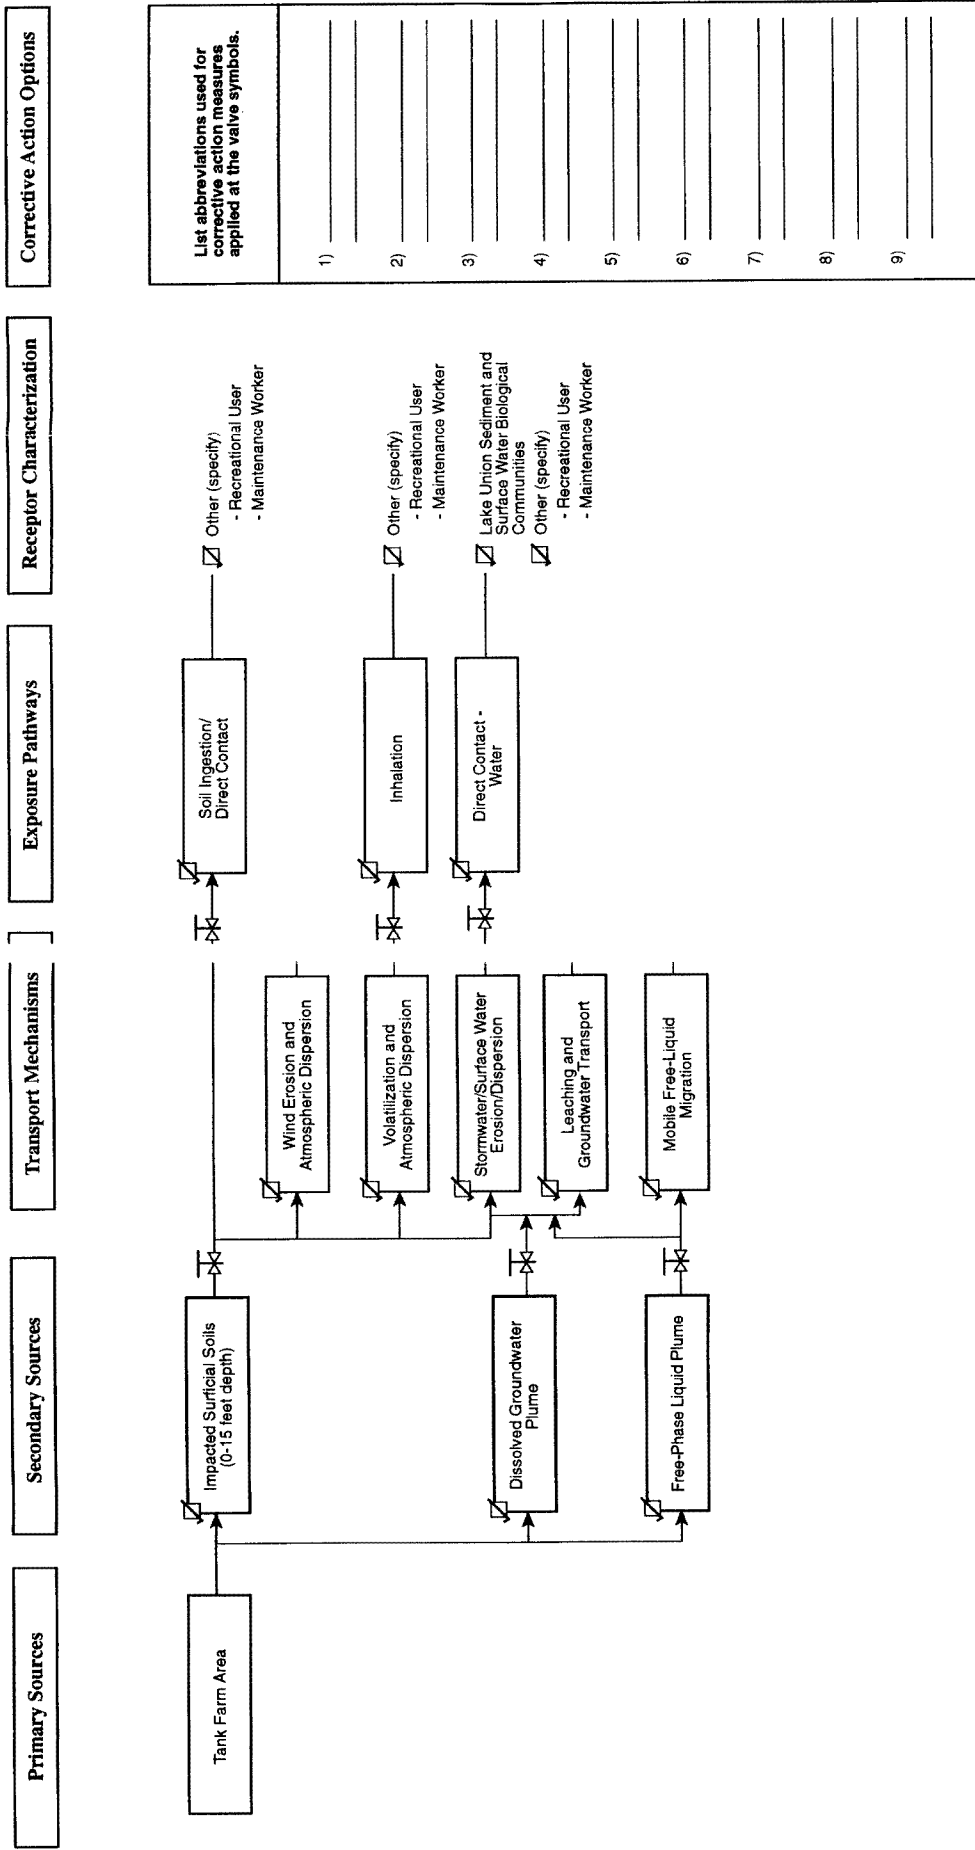 Primary Sources
Secondary Sources
Transport Mechanisms
Exposure Pathways
Receptor Characterization
Corrective Action Options
Tank Farm Area
Impacted Surficial Soils
(0-15 feet depth)
Dissolved Groundwater
Plume
Free-Phase Liquid Plume
Wind Erosion and
Atmospheric Dispersion
Volatilization and
Atmospheric Dispersion
Stormwater/Surface Water
Erosion/Dispersion
Leaching and
Groundwater Transport
Mobile Free-Liquid
Migration
Soil Ingestion/
Direct Contact
Inhalation
Direct Contact -
Water
Other (specify)
- Recreational User
- Maintenance Worker
Other (specify)
- Recreational User
- Maintenance Worker
Lake Union Sediment and
Surface Water Biological
Communities
Other (specify)
- Recreational User
- Maintenance Worker
List abbreviations used for
corrective action measures
applied at the valve symbols.
1)
2)
3)
4)
5)
6)
7)
8)
9)